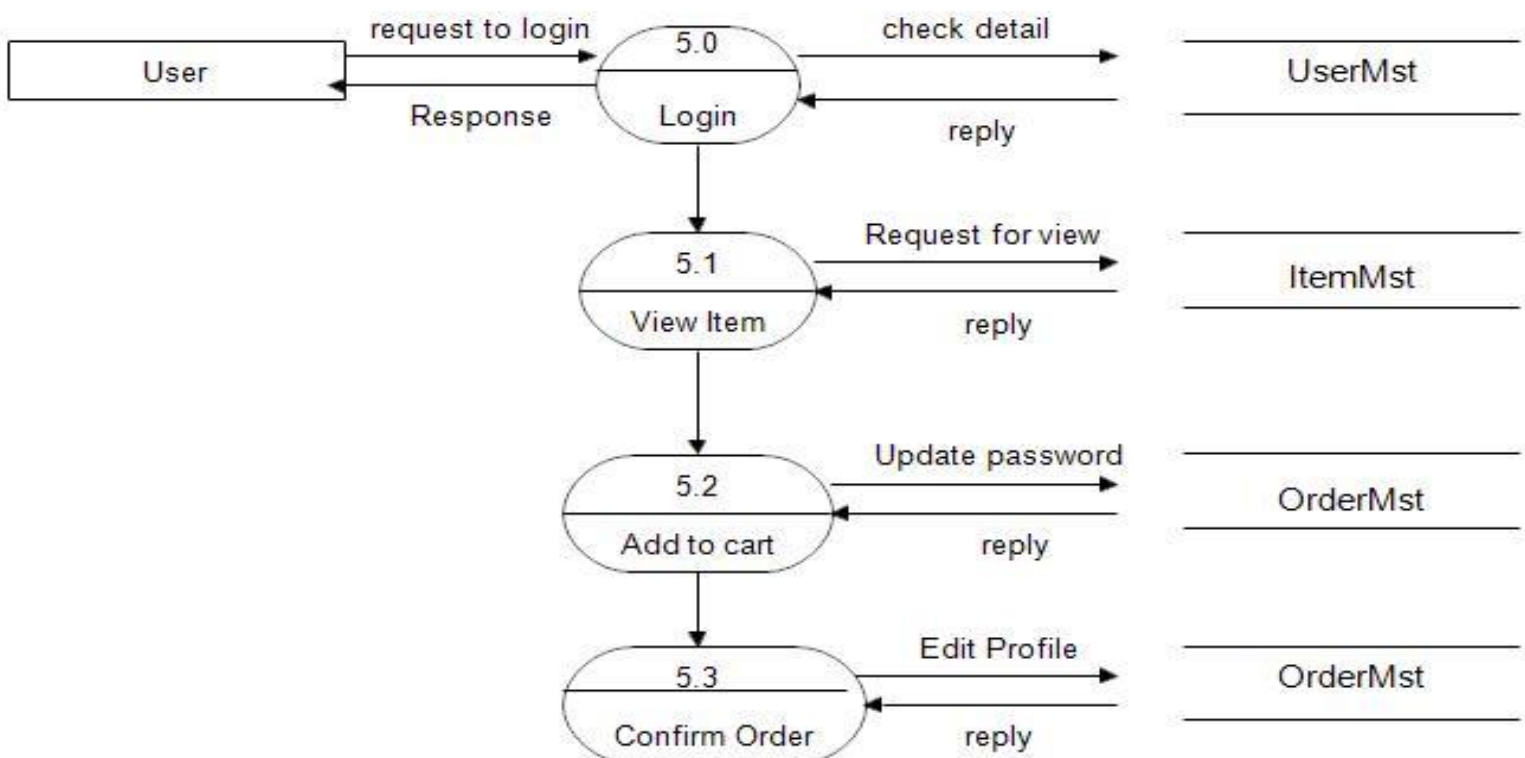 request to login
5.0
check detail
User
UserMst
Response
Login
reply
Request for view
5.1
ItemMst
View Item
reply
Update password
5.2
OrderMst
Add to cart
reply
Edit Profile
5.3
OrderMst
Confirm Order
reply